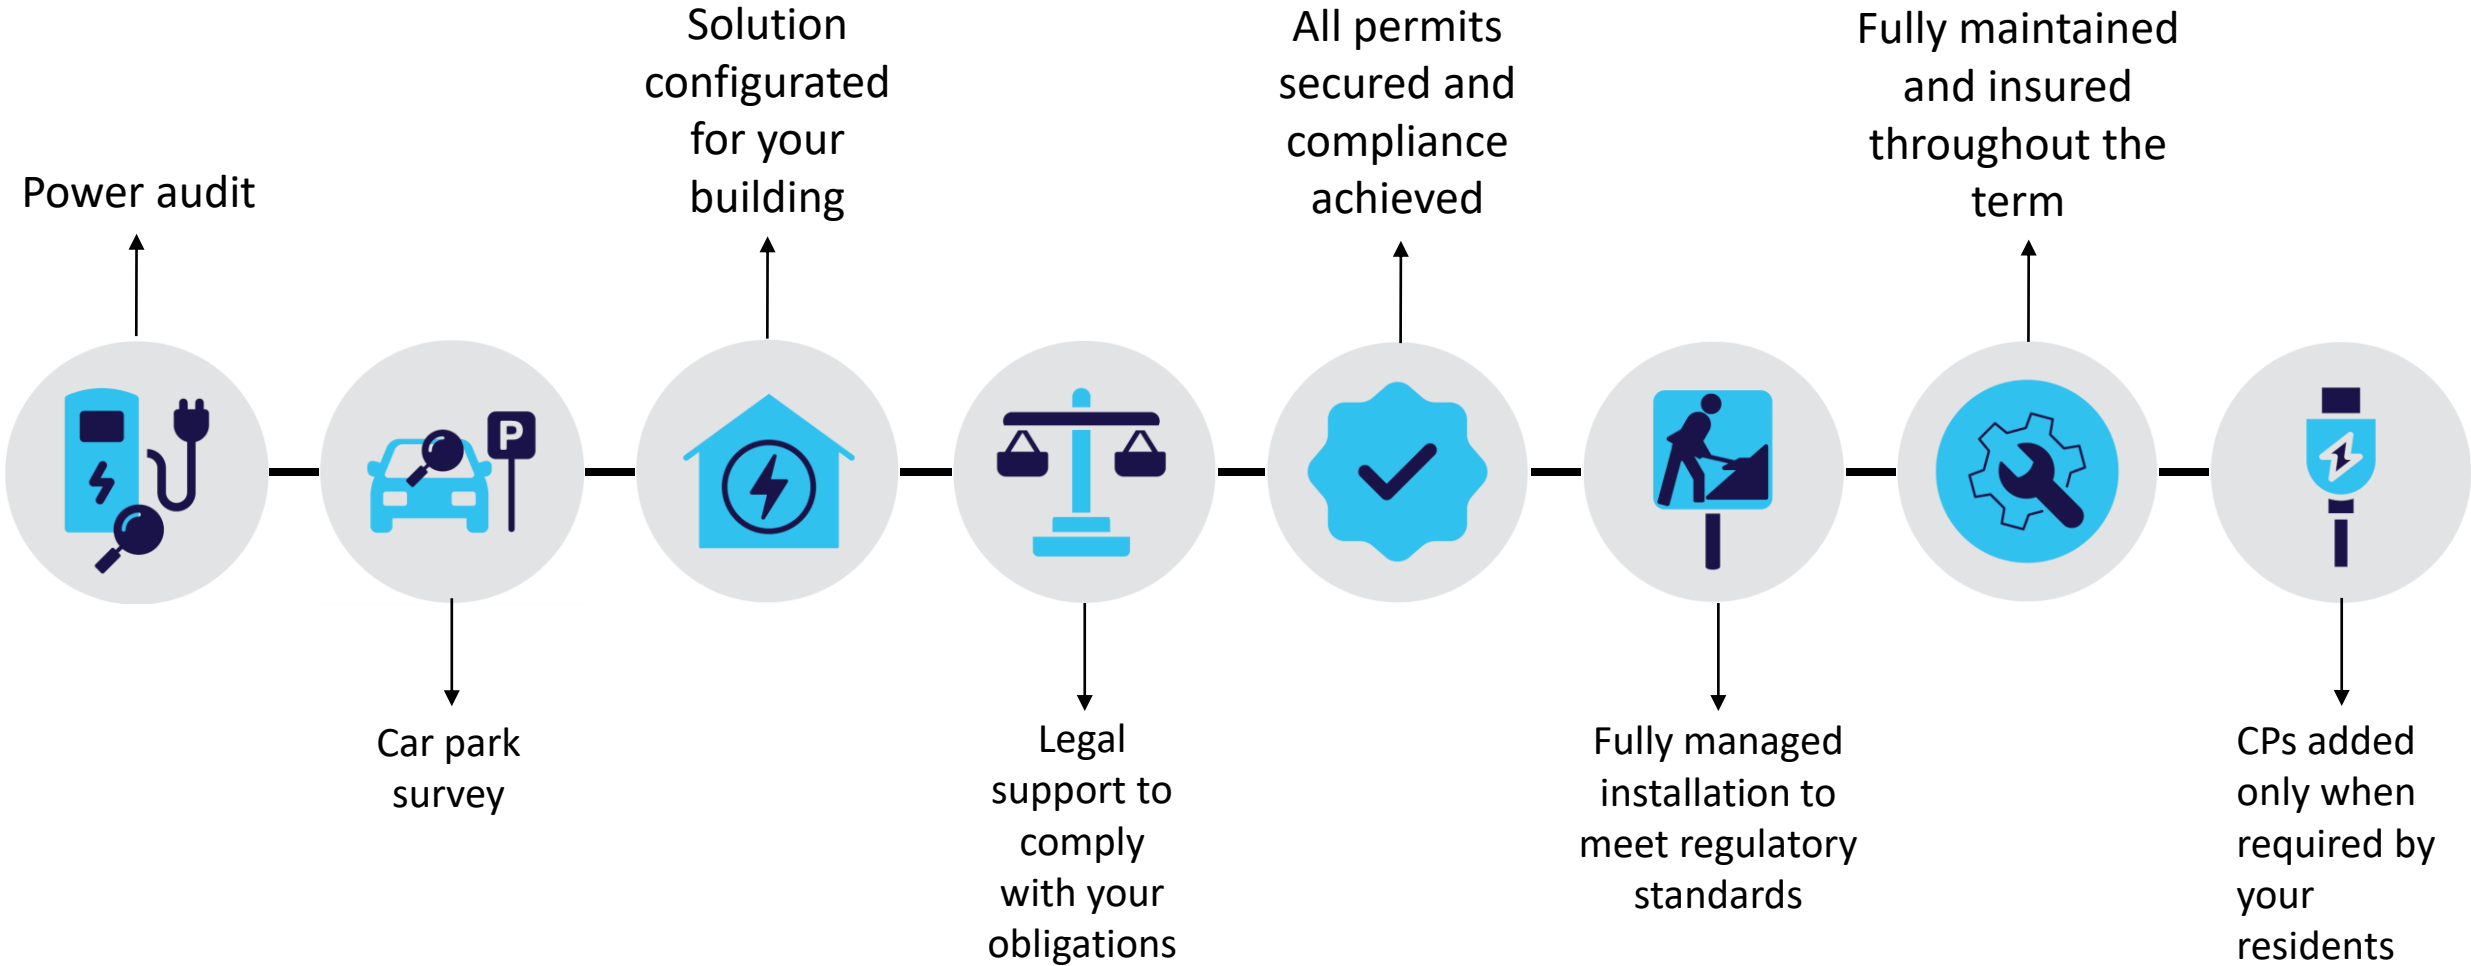 Power audit
P
Car park
survey
Solution
configurated
for your
building
Legal
support to
comply
with your
obligations
All permits
secured and
compliance
achieved
Fully managed
installation to
meet regulatory
standards
Fully maintained
and insured
throughout the
term
CPs added
only when
required by
your
residents